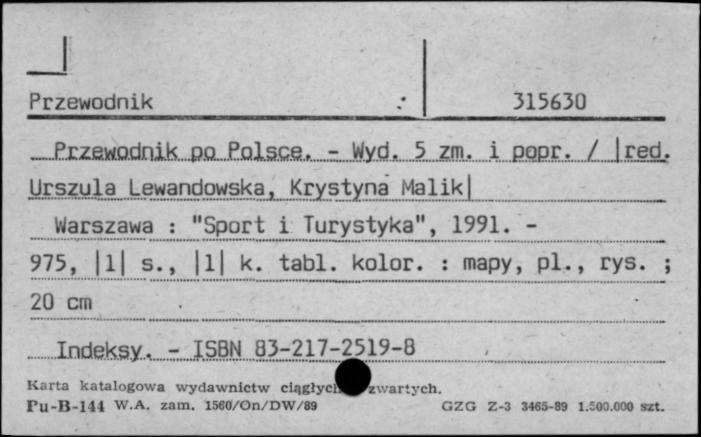 Przewodnik : 315630
Przewodnik po Polsce. - Wyd. 5 zm. i popr. / |red.
Urszula Lewandowska, Krystyna Malik|
Warszawa : "Sport i Turystyka", 1991. -
975, |1| s., |1| k. tabl. kolor. : mapy, pl., rys. ;
20 cm
Indeksy. - ISBN 83-217-2519-8
Karta katalogowa wydawnictw zwartych.
Pu-B-144 W.A. zam. 1560/On/DW/89 GZG Z-3 3465-89 1.500.000 szt.